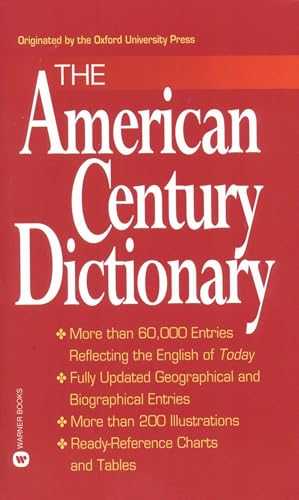 Originated by the Oxford University Press
THE
American
Century
Dictionary
✤ More than 60,000 Entries
Reflecting the English of Today
✤ Fully Updated Geographical and
Biographical Entries
✤ More than 200 Illustrations
✤ Ready-Reference Charts
and Tables
WARNER BOOKS